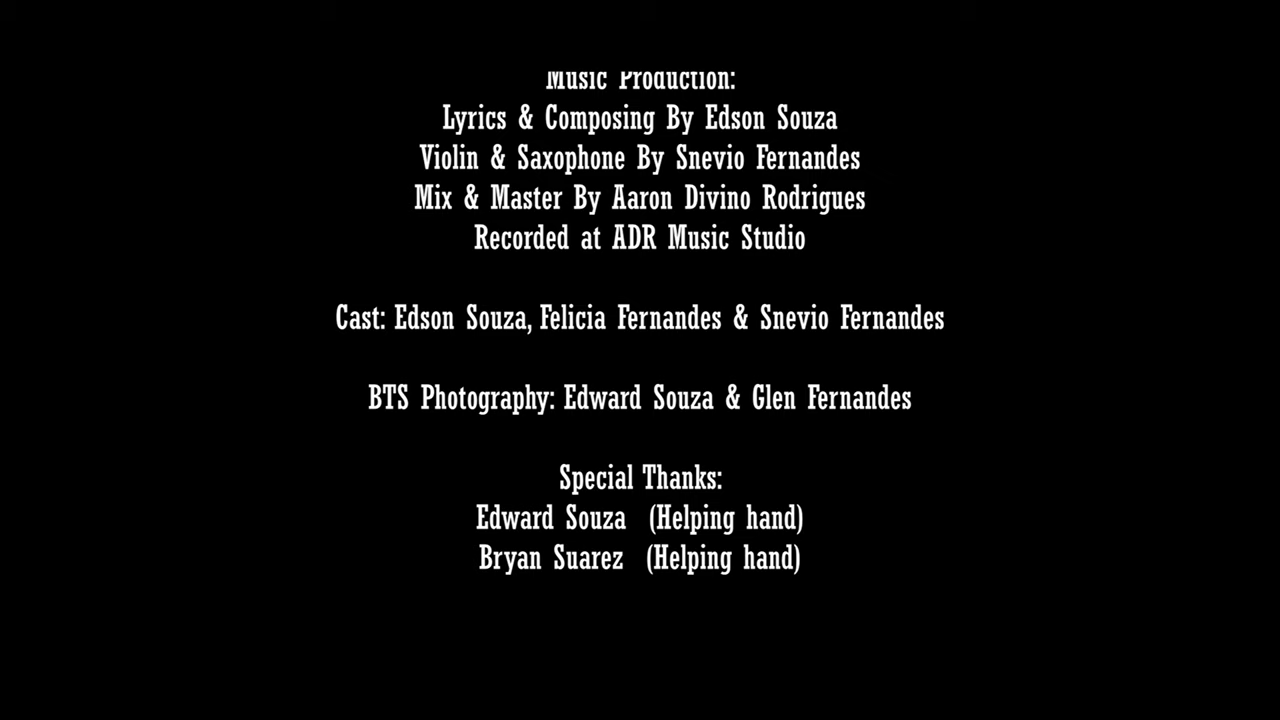 Music Production:
Lyrics & Composing By Edson Souza
Violin & Saxophone By Snevio Fernandes
Mix & Master By Aaron Divino Rodrigues
Recorded at ADR Music Studio
Cast: Edson Souza, Felicia Fernandes & Snevio Fernandes
BTS Photography: Edward Souza & Glen Fernandes
Special Thanks:
Edward Souza (Helping hand)
Bryan Suarez (Helping hand)